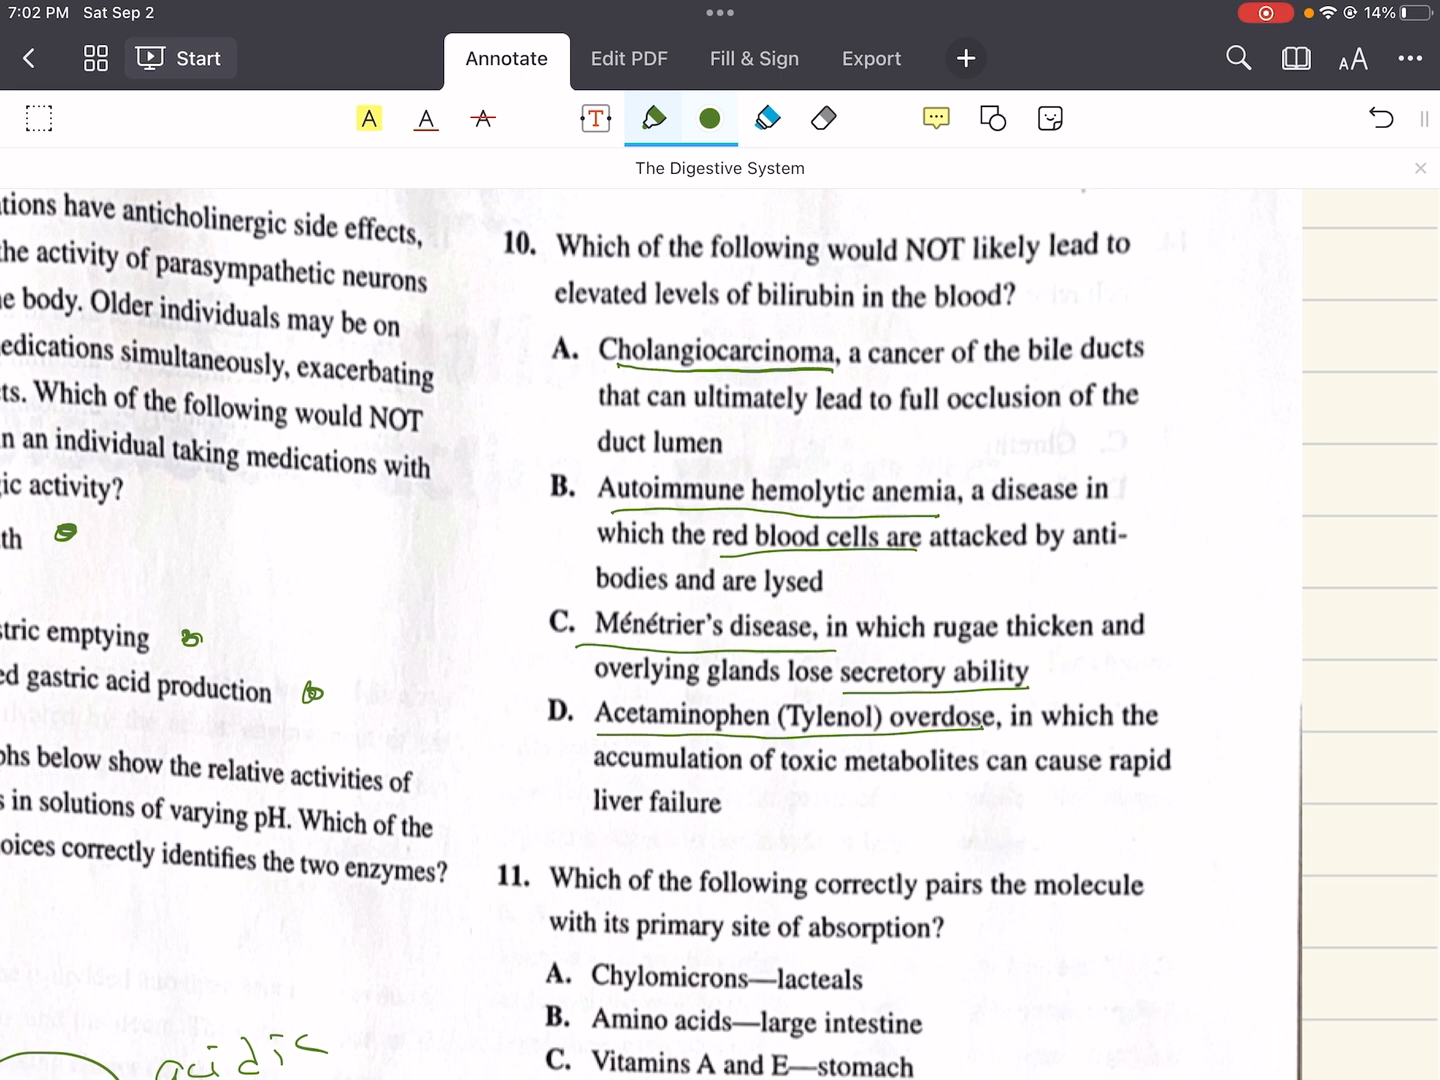 7:02 PM Sat Sep 2
14%
Start
Annotate
Edit PDF
Fill & Sign
Export
The Digestive System
tions have anticholinergic side effects,
the activity of parasympathetic neurons
e body. Older individuals may be on
edications simultaneously, exacerbating
ts. Which of the following would NOT
n an individual taking medications with
ic activity?
th
stric emptying
ed gastric acid production
phs below show the relative activities of
s in solutions of varying pH. Which of the
oices correctly identifies the two enzymes?
acidic
10. Which of the following would NOT likely lead to
elevated levels of bilirubin in the blood?
A. Cholangiocarcinoma, a cancer of the bile ducts
that can ultimately lead to full occlusion of the
duct lumen
B. Autoimmune hemolytic anemia, a disease in
which the red blood cells are attacked by anti-
bodies and are lysed
C. Ménétrier's disease, in which rugae thicken and
overlying glands lose secretory ability
D. Acetaminophen (Tylenol) overdose, in which the
accumulation of toxic metabolites can cause rapid
liver failure
11. Which of the following correctly pairs the molecule
with its primary site of absorption?
A. Chylomicrons—lacteals
B. Amino acids—large intestine
C. Vitamins A and E—stomach